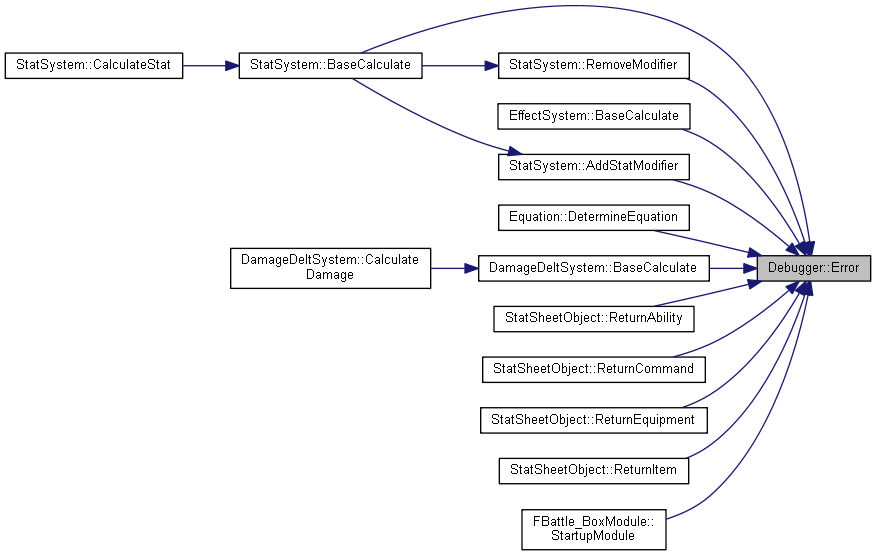 StatSystem::CalculateStat
StatSystem::BaseCalculate
StatSystem::RemoveModifier
EffectSystem::BaseCalculate
StatSystem::AddStatModifier
Equation::DetermineEquation
DamageDeltSystem::Calculate
Damage
DamageDeltSystem::BaseCalculate
Debugger::Error
StatSheetObject::ReturnAbility
StatSheetObject::ReturnCommand
StatSheetObject::ReturnEquipment
StatSheetObject::ReturnItem
FBattle_BoxModule::
StartupModule